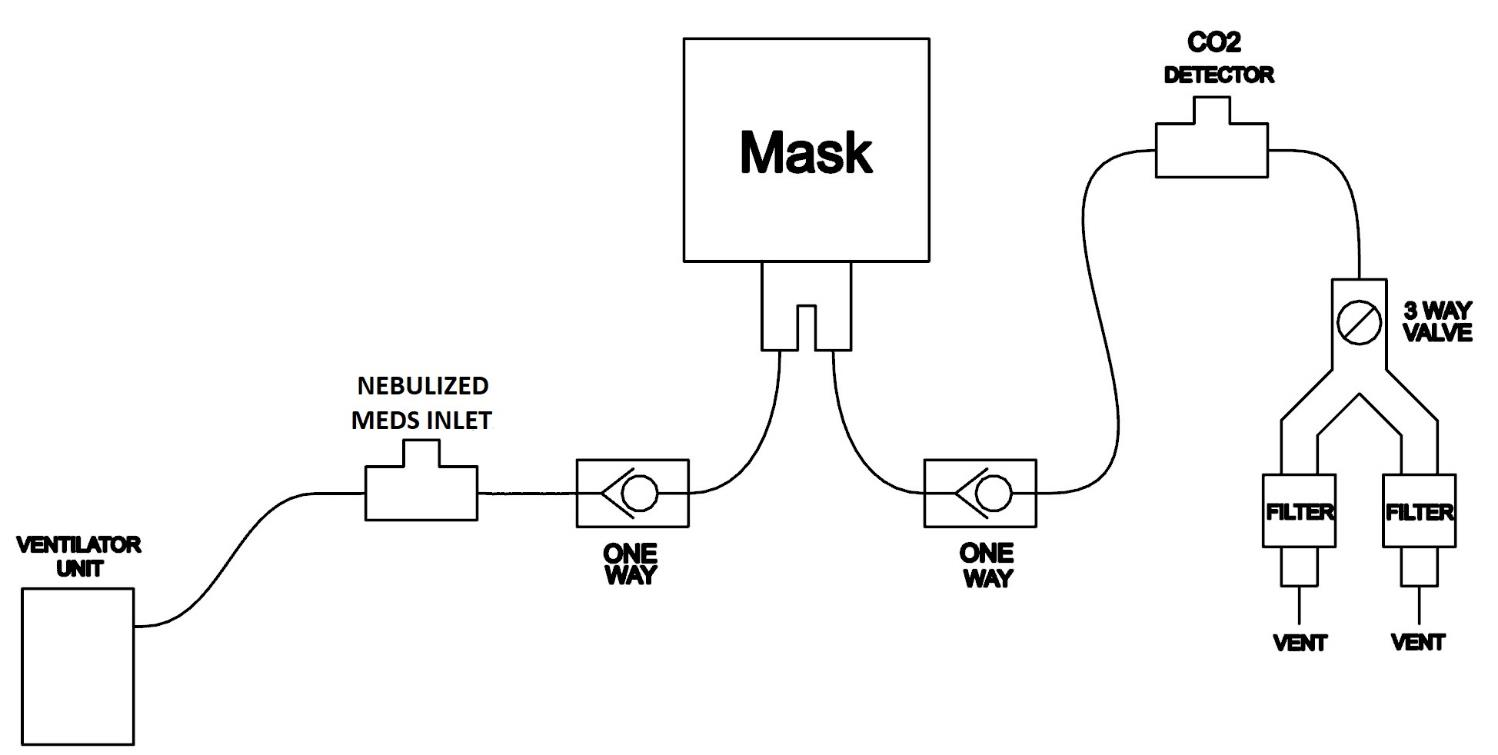 CO2
DETECTOR
Mask
3 WAY
VALVE
NEBULIZED
MEDS INLET
VENTILATOR
UNIT
ONE
WAY
ONE
WAY
FILTER
FILTER
VENT
VENT